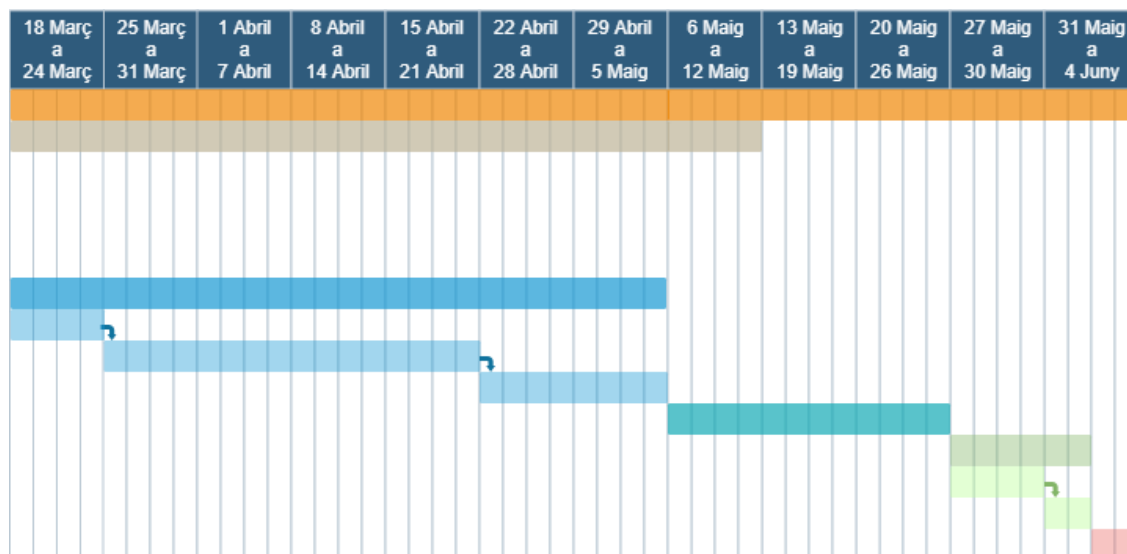 18 Març
a
24 Març
25 Març
a
31 Març
1 Abril
a
7 Abril
8 Abril
a
14 Abril
15 Abril
a
21 Abril
22 Abril
a
28 Abril
29 Abril
a
5 Maig
6 Maig
a
12 Maig
13 Maig
a
19 Maig
20 Maig
a
26 Maig
27 Maig
a
30 Maig
31 Maig
a
4 Juny